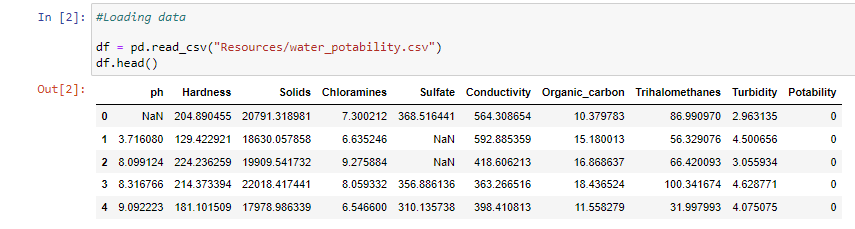 In [2]: #Loading data
df = pd.read_csv("Resources/water_potability.csv")
df.head()
Out[2]:
ph Hardness Solids Chloramines Sulfate Conductivity Organic_carbon Trihalomethanes Turbidity Potability
0 NaN 204.890455 20791.318981 7.300212 368.516441 564.308654 10.379783 86.990970 2.963135 0
1 3.716080 129.422921 18630.057858 6.635246 NaN 592.885359 15.180013 56.329076 4.500656 0
2 8.099124 224.236259 19909.541732 9.275884 NaN 418.606213 16.868637 66.420093 3.055934 0
3 8.316766 214.373394 22018.417441 8.059332 356.886136 363.266516 18.436524 100.341674 4.628771 0
4 9.092223 181.101509 17978.986339 6.546600 310.135738 398.410813 11.558279 31.997993 4.075075 0